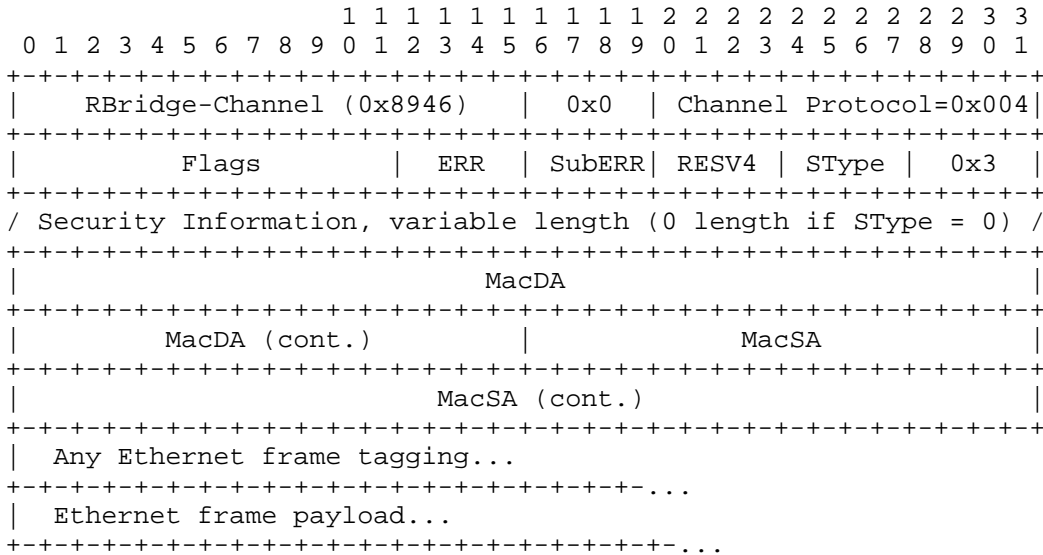 1 1 1 1 1 1 1 1 1 1 2 2 2 2 2 2 2 2 2 2 3 3
 0 1 2 3 4 5 6 7 8 9 0 1 2 3 4 5 6 7 8 9 0 1 2 3 4 5 6 7 8 9 0 1
+-+-+-+-+-+-+-+-+-+-+-+-+-+-+-+-+-+-+-+-+-+-+-+-+-+-+-+-+-+-+-+-+
|    RBridge-Channel (0x8946)   |  0x0  | Channel Protocol=0x004|
+-+-+-+-+-+-+-+-+-+-+-+-+-+-+-+-+-+-+-+-+-+-+-+-+-+-+-+-+-+-+-+-+
|          Flags        |  ERR  | SubERR| RESV4 | SType |  0x3  |
+-+-+-+-+-+-+-+-+-+-+-+-+-+-+-+-+-+-+-+-+-+-+-+-+-+-+-+-+-+-+-+-+
/ Security Information, variable length (0 length if SType = 0) /
+-+-+-+-+-+-+-+-+-+-+-+-+-+-+-+-+-+-+-+-+-+-+-+-+-+-+-+-+-+-+-+-+
|                             MacDA                             |
+-+-+-+-+-+-+-+-+-+-+-+-+-+-+-+-+-+-+-+-+-+-+-+-+-+-+-+-+-+-+-+-+
|         MacDA (cont.)         |             MacSA             |
+-+-+-+-+-+-+-+-+-+-+-+-+-+-+-+-+-+-+-+-+-+-+-+-+-+-+-+-+-+-+-+-+
|                          MacSA (cont.)                        |
+-+-+-+-+-+-+-+-+-+-+-+-+-+-+-+-+-+-+-+-+-+-+-+-+-+-+-+-+-+-+-+-+
|  Any Ethernet frame tagging...
+-+-+-+-+-+-+-+-+-+-+-+-+-+-+-+-+-+-+-+-...
|  Ethernet frame payload...
+-+-+-+-+-+-+-+-+-+-+-+-+-+-+-+-+-+-+-+-+-+-...